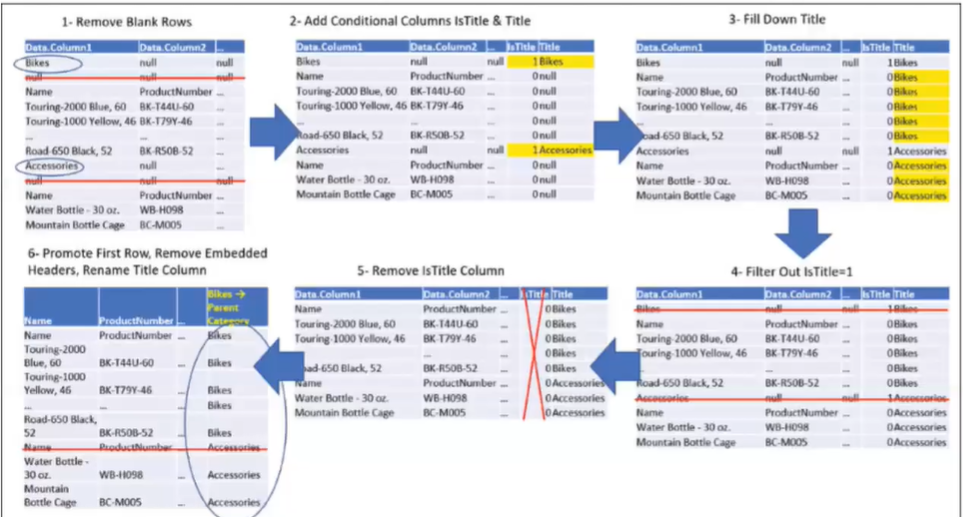 1- Remove Blank Rows
Data.Column1 Data.Column2 ...
Bikes null null
null null null
Name ProductNumber ...
Touring-2000 Blue, 60 BK-T44U-60
Touring-1000 Yellow, 46 BK-T79Y-46
... ...
Road-650 Black, 52 BK-R50B-52 ...
Accessories null
null null null
Name ProductNumber ...
Water Bottle - 30 oz. WB-H098 ...
Mountain Bottle Cage BC-M005 ...
2- Add Conditional Columns IsTitle & Title
Data.Column1 Data.Column2 ... IsTitle Title
Bikes null null 1 Bikes
Name ProductNumber ... 0 null
Touring-2000 Blue, 60 BK-T44U-60 ... 0 null
Touring-1000 Yellow, 46 BK-T79Y-46 0 null
... 0 null
Road-650 Black, 52 BK-R50B-52 ... 0 null
Accessories null null 1 Accessories
Name ProductNumber ... 0 null
Water Bottle - 30 oz. WB-H098 ... 0 null
Mountain Bottle Cage BC-M005 ... 0 null
3- Fill Down Title
Data.Column1 Data.Column2 ... IsTitle Title
Bikes null null 1 Bikes
Name ProductNumber ... 0 Bikes
Touring-2000 Blue, 60 BK-T44U-60 ... 0 Bikes
Touring-1000 Yellow, 46 BK-T79Y-46 0 Bikes
... 0 Bikes
Road-650 Black, 52 BK-R50B-52 ... 0 Bikes
Accessories null null 1 Accessories
Name ProductNumber ... 0 Accessories
Water Bottle - 30 oz. WB-H098 ... 0 Accessories
Mountain Bottle Cage BC-M005 ... 0 Accessories
4- Filter Out IsTitle=1
Data.Column1 Data.Column2 ... IsTitle Title
Bikes null null 1 Bikes
Name ProductNumber ... 0 Bikes
Touring-2000 Blue, 60 BK-T44U-60 ... 0 Bikes
Touring-1000 Yellow, 46 BK-T79Y-46 0 Bikes
... 0 Bikes
Road-650 Black, 52 BK-R50B-52 ... 0 Bikes
Accessories null null 1 Accessories
Name ProductNumber ... 0 Accessories
Water Bottle - 30 oz. WB-H098 ... 0 Accessories
Mountain Bottle Cage BC-M005 ... 0 Accessories
5- Remove IsTitle Column
Data.Column1 Data.Column2 ... IsTitle Title
Name ProductNumber ... 0 Bikes
Touring-2000 Blue, 60 BK-T44U-60 ... 0 Bikes
Touring-1000 Yellow, 46 BK-T79Y-46 0 Bikes
... 0 Bikes
Road-650 Black, 52 BK-R50B-52 ... 0 Bikes
Name ProductNumber ... 0 Accessories
Water Bottle - 30 oz. WB-H098 ... 0 Accessories
Mountain Bottle Cage BC-M005 ... 0 Accessories
6- Promote First Row, Remove Embedded
Headers, Rename Title Column
Bikes →
Parent
Name ProductNumber ... Category
Name ProductNumber ... Bikes
Touring-2000
Blue, 60 BK-T44U-60 ... Bikes
Touring-1000
Yellow, 46 BK-T79Y-46 ... Bikes
... ... ... Bikes
Road-650 Black,
52 BK-R50B-52 ... Bikes
Name ProductNumber ... Accessories
Water Bottle -
30 oz. WB-H098 ... Accessories
Mountain
Bottle Cage BC-M005 ... Accessories